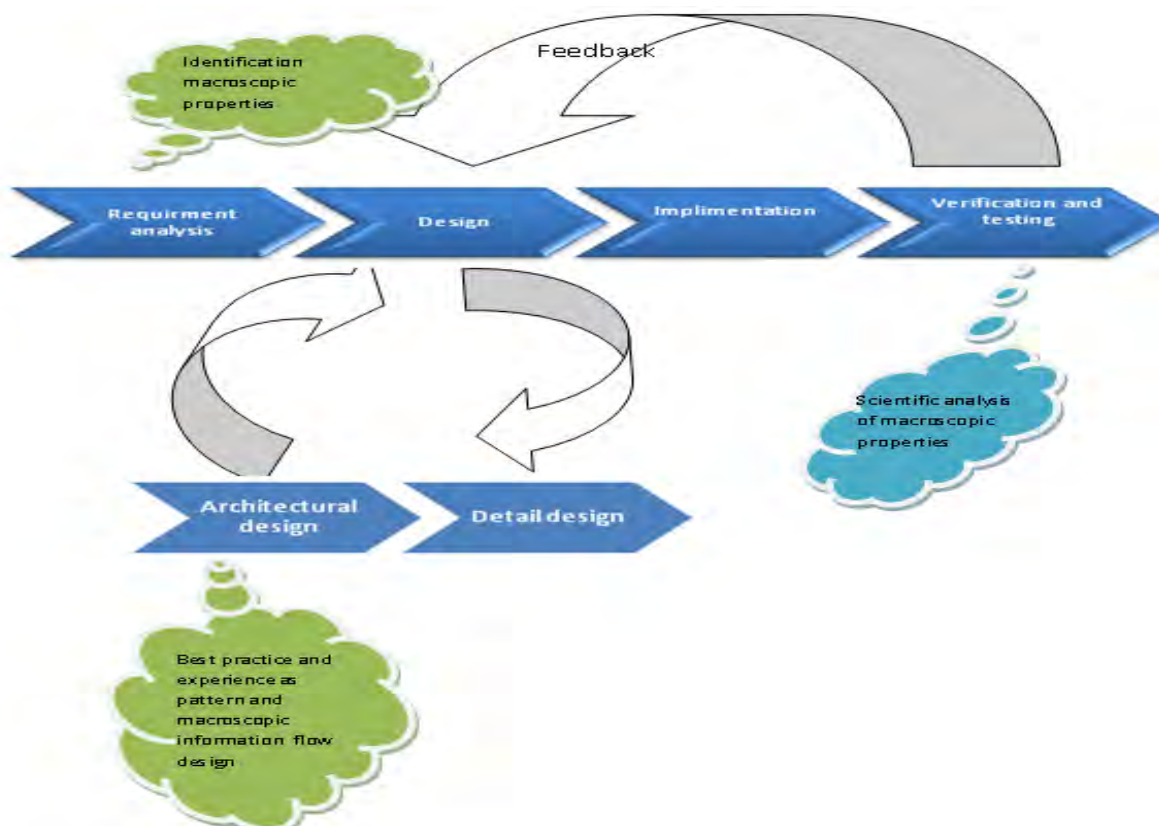 Feedback
Identification
macroscopic
properties
Requirment
analysis
Design
Implimentation
Verification and
testing
Scientific analysis
of macroscopic
properties
Architectural
design
Detail design
Best practice and
experience as
pattern and
macroscopic
information flow
design